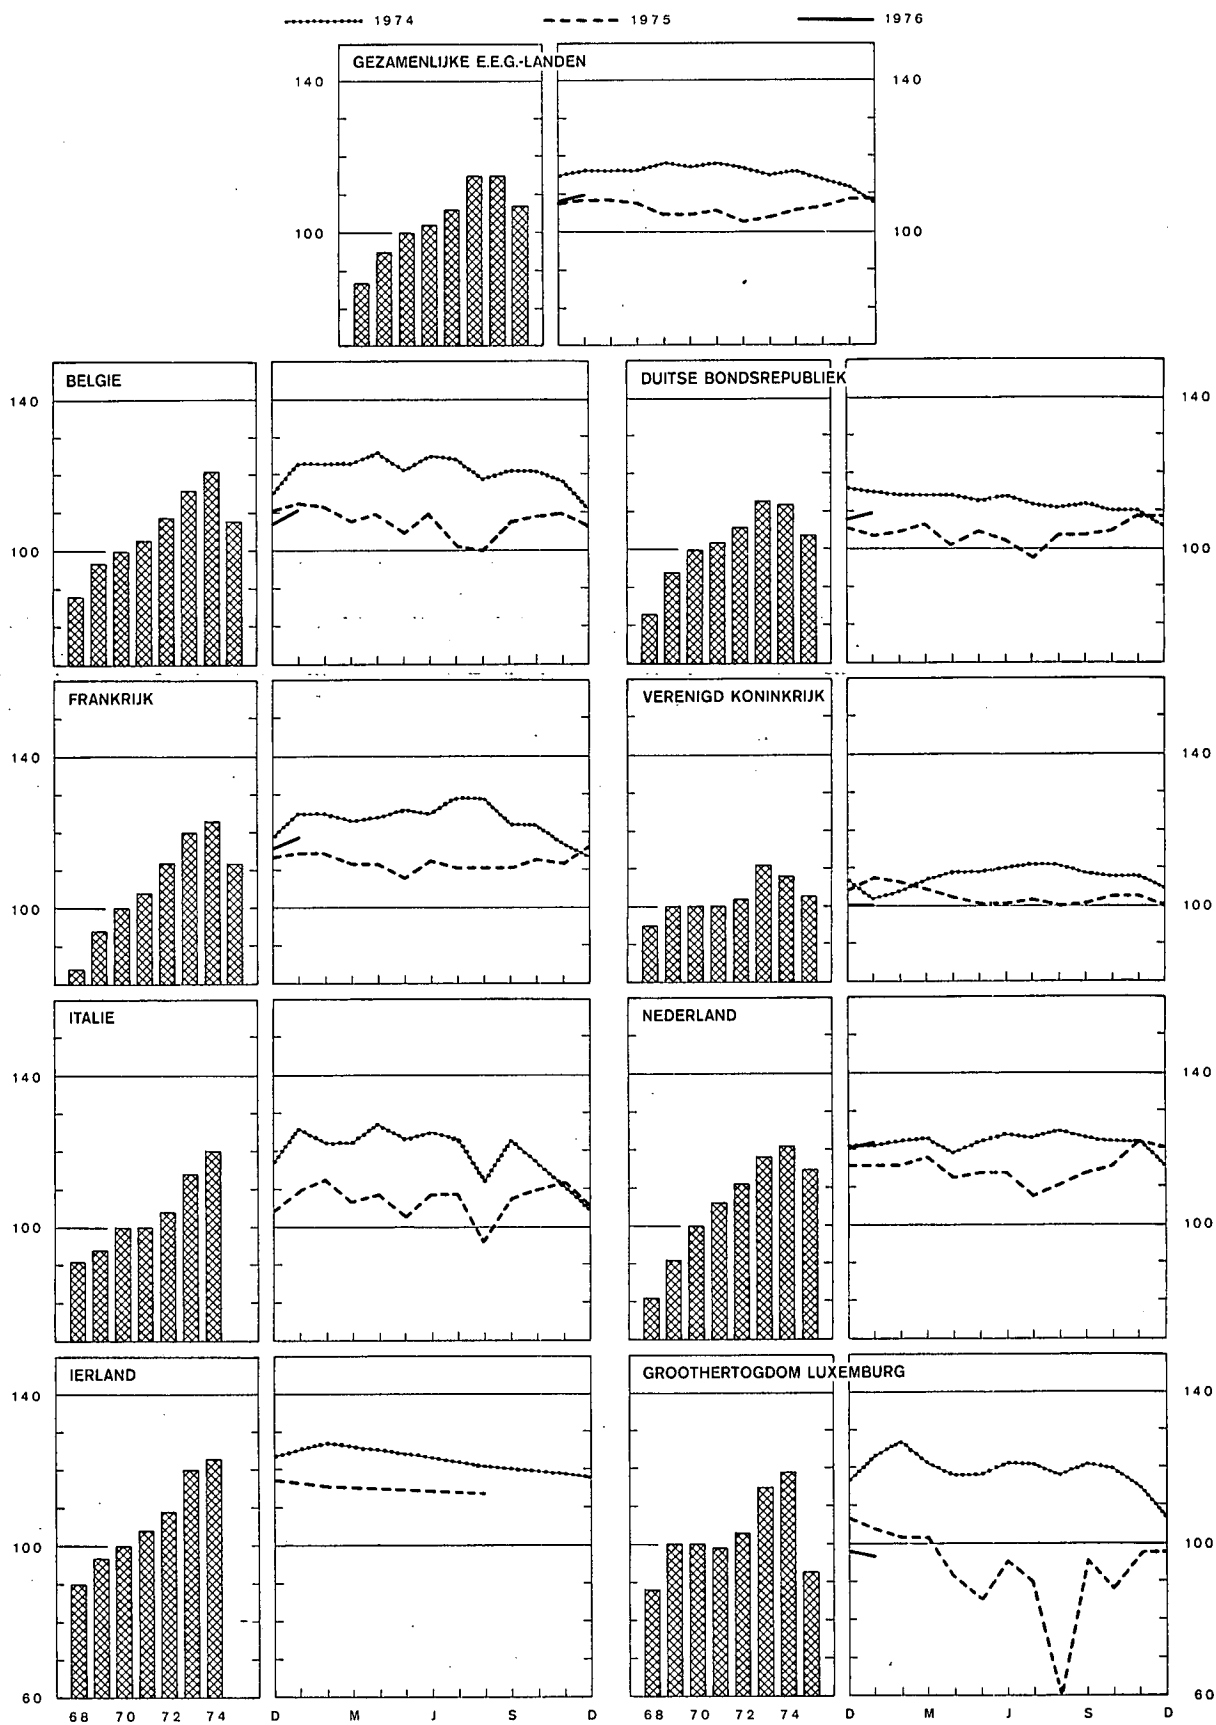 1974 1975 1976
GEZAMENLIJKE E.E.G.-LANDEN
140 140
100 100
BELGIE DUITSE BONDSREPUBLIEK
140 140
100 100
FRANKRIJK VERENIGD KONINKRIJK
140 140
100 100
ITALIE NEDERLAND
140 140
100 100
IERLAND GROOTHERTOGDOM LUXEMBURG
140 140
100 100
60 60
68 70 72 74 D M J S D 68 70 72 74 D M J S D